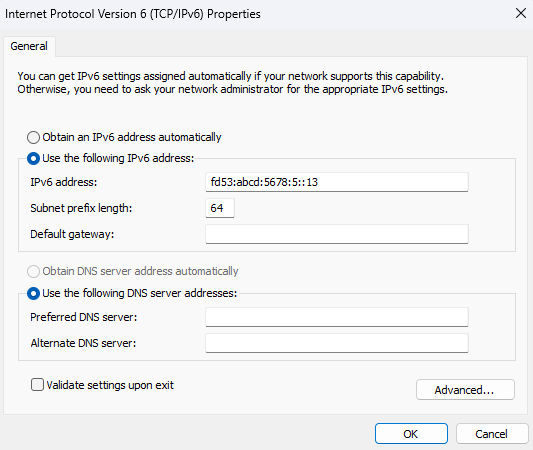 Internet Protocol Version 6 (TCP/IPv6) Properties
General
You can get IPv6 settings assigned automatically if your network supports this capability.
Otherwise, you need to ask your network administrator for the appropriate IPv6 settings.
Obtain an IPv6 address automatically
Use the following IPv6 address:
IPv6 address: fd53:abcd:5678:5::13
Subnet prefix length: 64
Default gateway:
Obtain DNS server address automatically
Use the following DNS server addresses:
Preferred DNS server:
Alternate DNS server:
Validate settings upon exit
Advanced...
OK Cancel